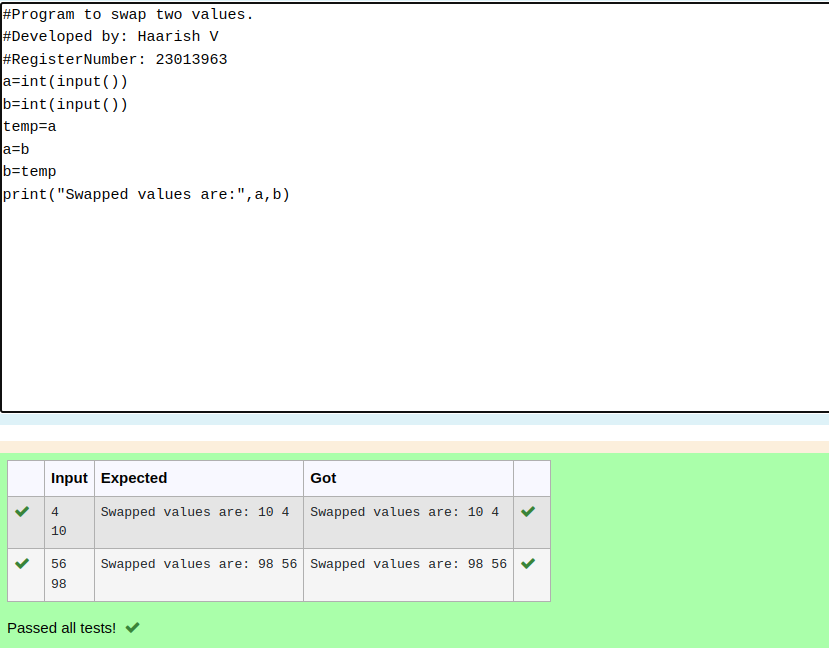 #Program to swap two values.
#Developed by: Haarish V
#RegisterNumber: 23013963
a=int(input())
b=int(input())
temp=a
a=b
b=temp
print("Swapped values are:",a,b)
Input Expected Got
4 Swapped values are: 10 4 Swapped values are: 10 4
10
56 Swapped values are: 98 56 Swapped values are: 98 56
98
Passed all tests!